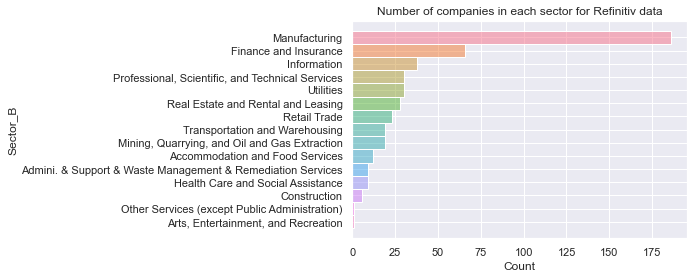 Number of companies in each sector for Refinitiv data
Sector_B
Manufacturing
Finance and Insurance
Information
Professional, Scientific, and Technical Services
Utilities
Real Estate and Rental and Leasing
Retail Trade
Transportation and Warehousing
Mining, Quarrying, and Oil and Gas Extraction
Accommodation and Food Services
Admini. & Support & Waste Management & Remediation Services
Health Care and Social Assistance
Construction
Other Services (except Public Administration)
Arts, Entertainment, and Recreation
0 25 50 75 100 125 150 175
Count